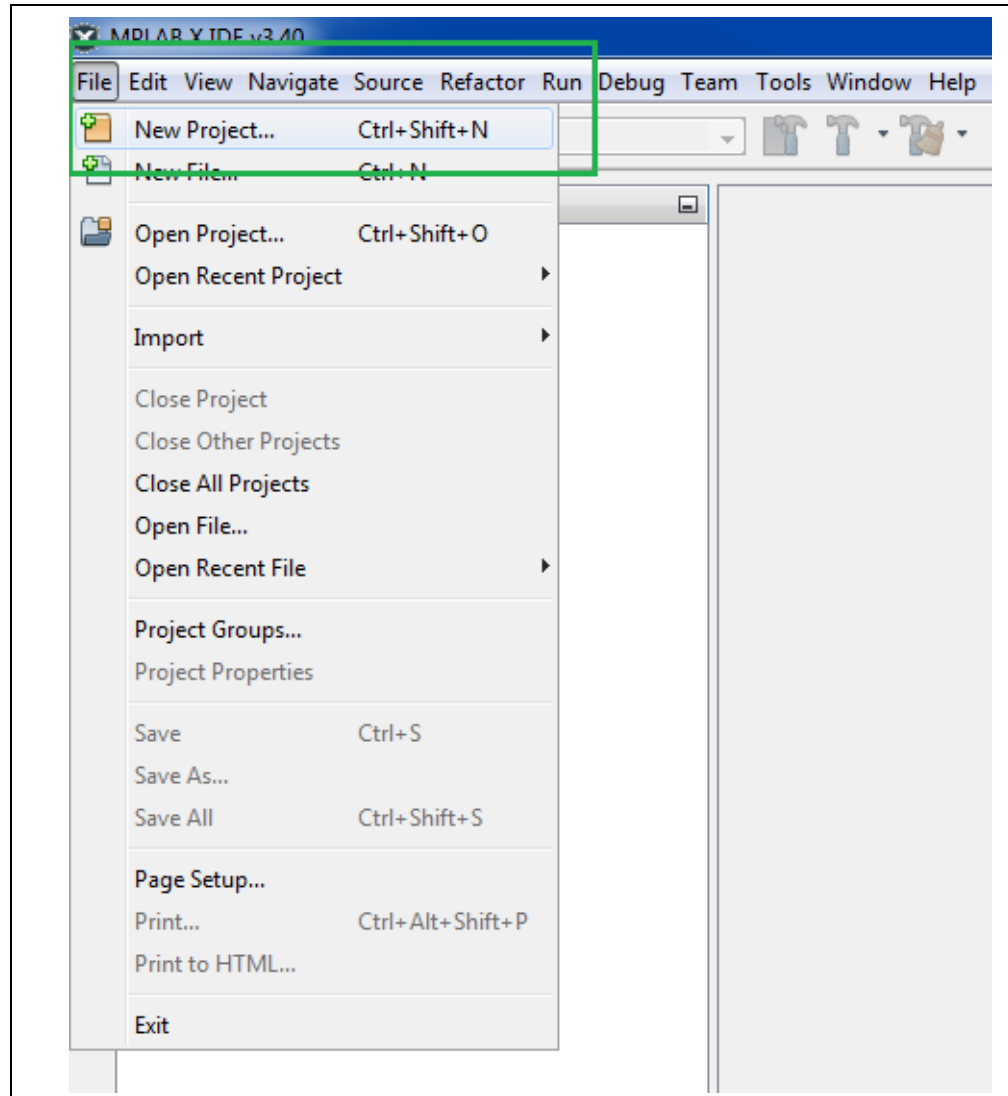 MPLAB X IDE v3.40
File Edit View Navigate Source Refactor Run Debug Team Tools Window Help
New Project... Ctrl+Shift+N
New File... Ctrl+N
Open Project... Ctrl+Shift+O
Open Recent Project
Import
Close Project
Close Other Projects
Close All Projects
Open File...
Open Recent File
Project Groups...
Project Properties
Save Ctrl+S
Save As...
Save All Ctrl+Shift+S
Page Setup...
Print... Ctrl+Alt+Shift+P
Print to HTML...
Exit